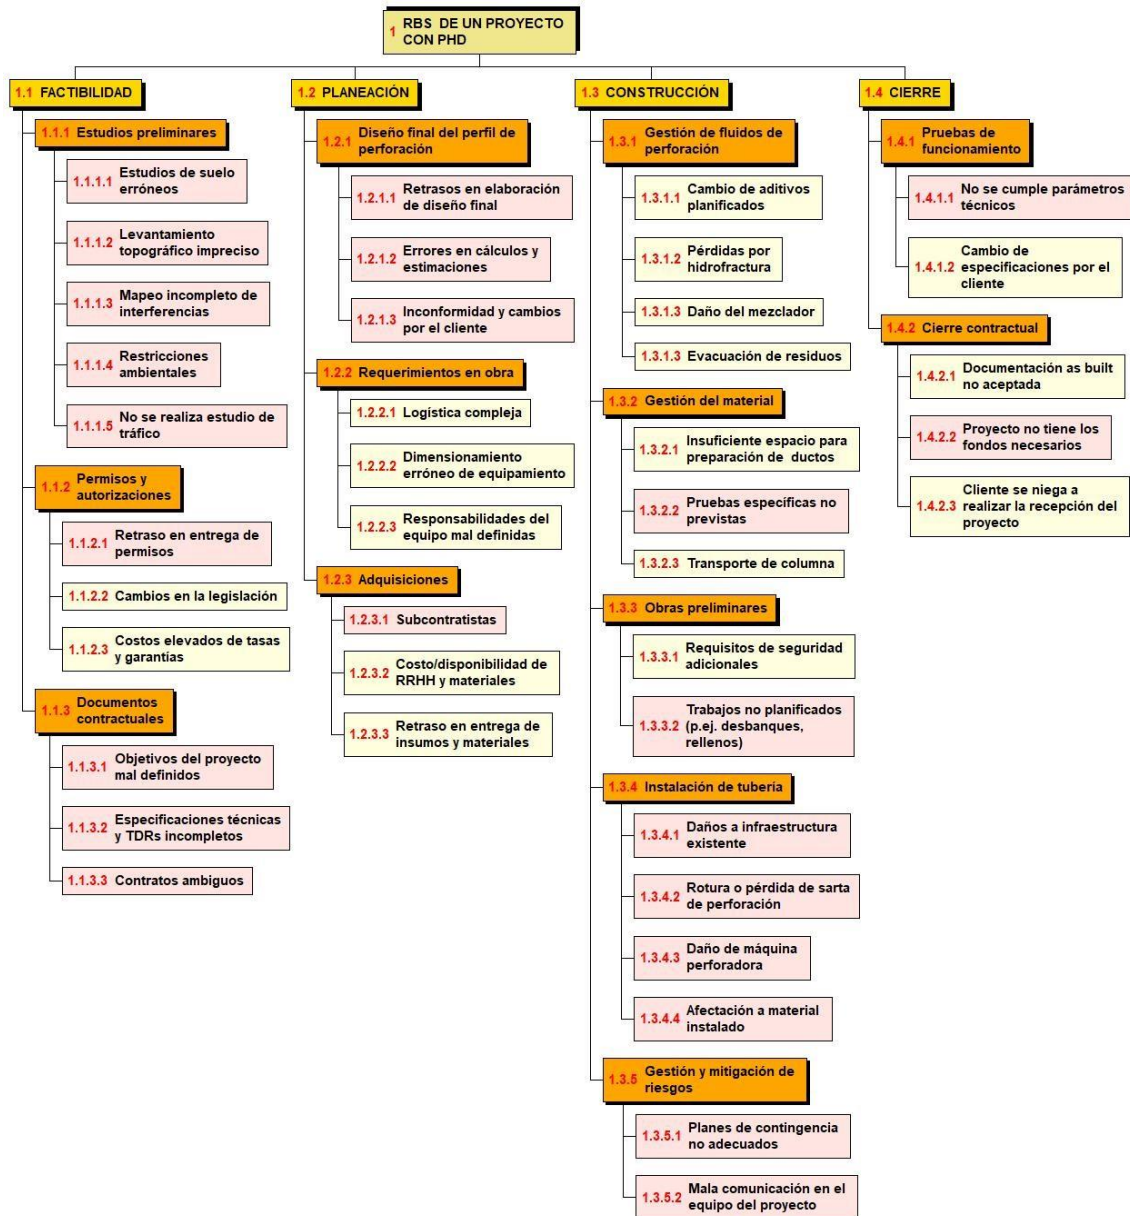 1 RBS DE UN PROYECTO
CON PHD
1.1 FACTIBILIDAD
1.1.1 Estudios preliminares
1.1.1.1 Estudios de suelo
erróneos
1.1.1.2 Levantamiento
topográfico impreciso
1.1.1.3 Mapeo incompleto de
interferencias
1.1.1.4 Restricciones
ambientales
1.1.1.5 No se realiza estudio de
tráfico
1.1.2 Permisos y
autorizaciones
1.1.2.1 Retraso en entrega de
permisos
1.1.2.2 Cambios en la legislación
1.1.2.3 Costos elevados de tasas
y garantías
1.1.3 Documentos
contractuales
1.1.3.1 Objetivos del proyecto
mal definidos
1.1.3.2 Especificaciones técnicas
y TDRs incompletos
1.1.3.3 Contratos ambiguos
1.2 PLANEACIÓN
1.2.1 Diseño final del perfil de
perforación
1.2.1.1 Retrasos en elaboración
de diseño final
1.2.1.2 Errores en cálculos y
estimaciones
1.2.1.3 Inconformidad y cambios
por el cliente
1.2.2 Requerimientos en obra
1.2.2.1 Logística compleja
1.2.2.2 Dimensionamiento
erróneo de equipamiento
1.2.2.3 Responsabilidades del
equipo mal definidas
1.2.3 Adquisiciones
1.2.3.1 Subcontratistas
1.2.3.2 Costo/disponibilidad de
RRHH y materiales
1.2.3.3 Retraso en entrega de
insumos y materiales
1.3 CONSTRUCCIÓN
1.3.1 Gestión de fluidos de
perforación
1.3.1.1 Cambio de aditivos
planificados
1.3.1.2 Pérdidas por
hidrofractura
1.3.1.3 Daño del mezclador
1.3.1.3 Evacuación de residuos
1.3.2 Gestión del material
1.3.2.1 Insuficiente espacio para
preparación de ductos
1.3.2.2 Pruebas específicas no
previstas
1.3.2.3 Transporte de columna
1.3.3 Obras preliminares
1.3.3.1 Requisitos de seguridad
adicionales
1.3.3.2 Trabajos no planificados
(p.ej. desbanques,
rellenos)
1.3.4 Instalación de tubería
1.3.4.1 Daños a infraestructura
existente
1.3.4.2 Rotura o pérdida de sarta
de perforación
1.3.4.3 Daño de máquina
perforadora
1.3.4.4 Afectación a material
instalado
1.3.5 Gestión y mitigación de
riesgos
1.3.5.1 Planes de contingencia
no adecuados
1.3.5.2 Mala comunicación en el
equipo del proyecto
1.4 CIERRE
1.4.1 Pruebas de
funcionamiento
1.4.1.1 No se cumple parámetros
técnicos
1.4.1.2 Cambio de
especificaciones por el
cliente
1.4.2 Cierre contractual
1.4.2.1 Documentación as built
no aceptada
1.4.2.2 Proyecto no tiene los
fondos necesarios
1.4.2.3 Cliente se niega a
realizar la recepción del
proyecto